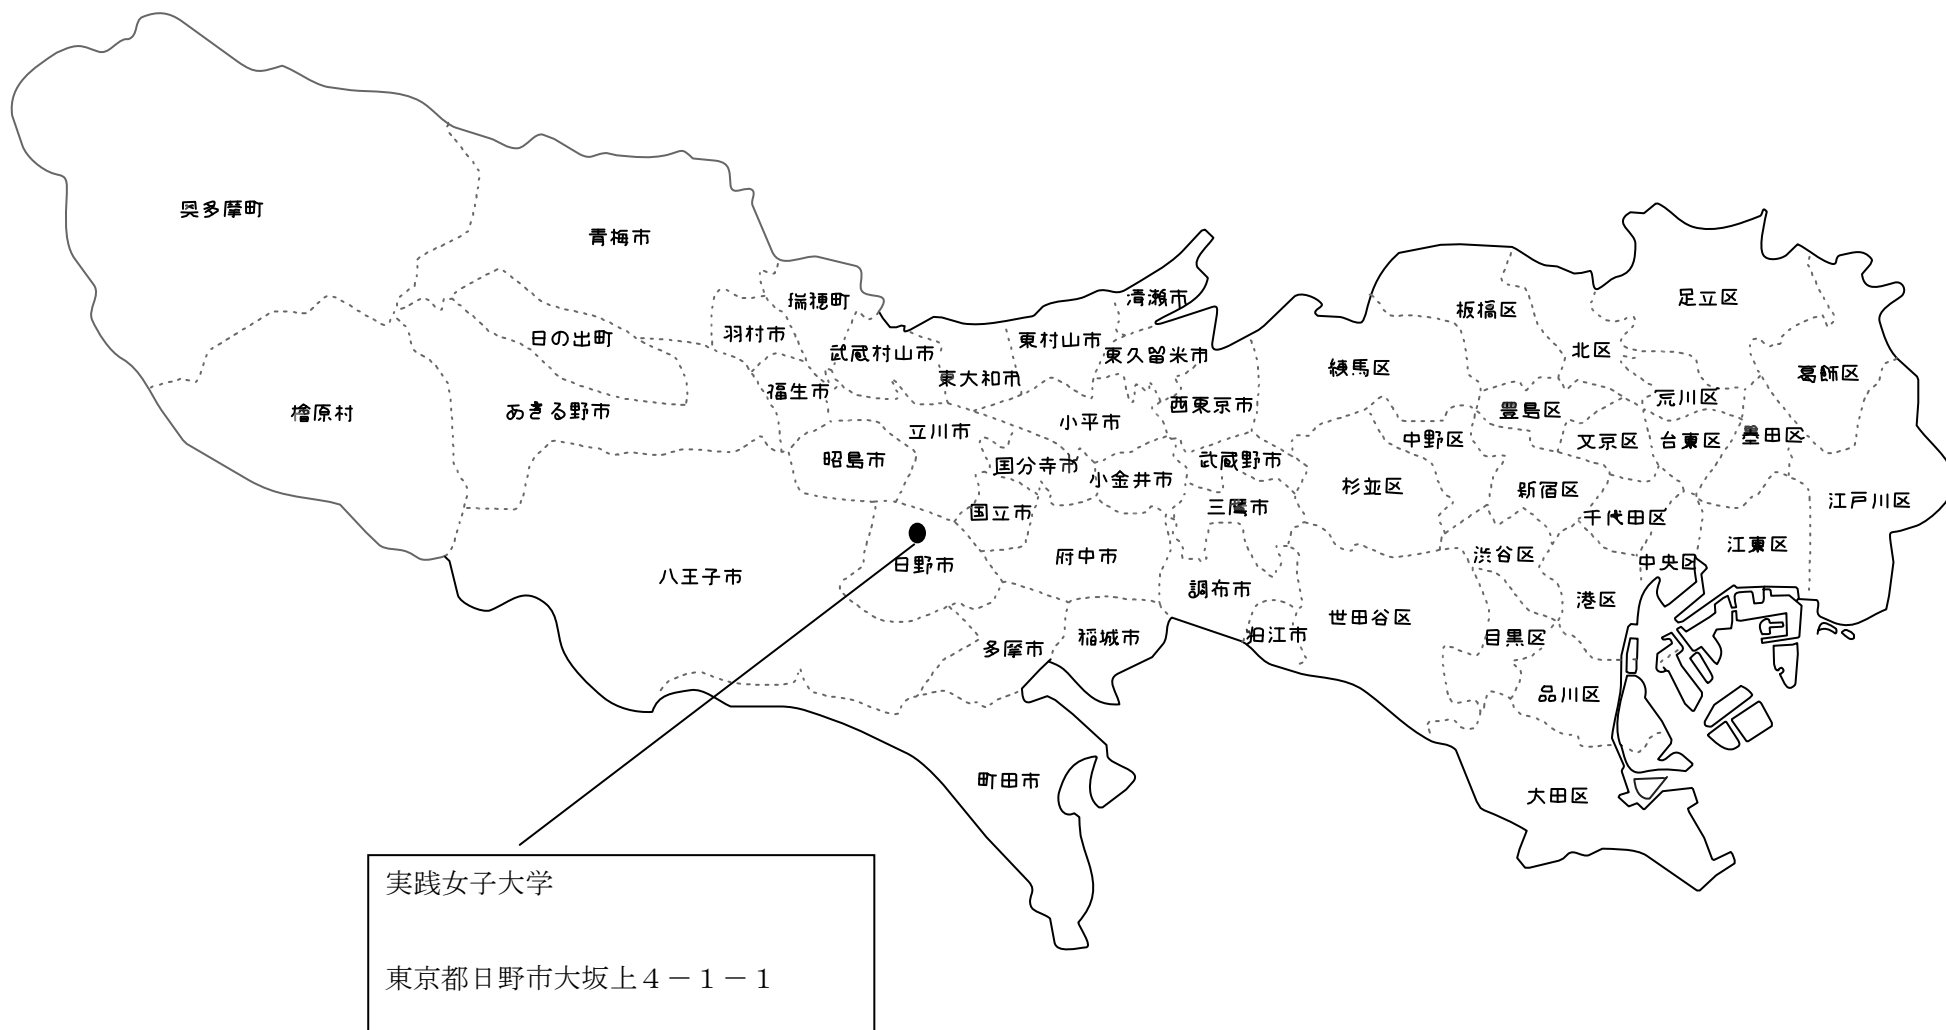 奥多摩町
青梅市
瑞穂町
清瀬市
足立区
板橋区
羽村市
日の出町
武蔵村山市
東村山市
東久留米市
北区
練馬区
葛飾区
東大和市
福生市
荒川区
檜原村
あきる野市
西東京市
豊島区
小平市
立川市
中野区
文京区
台東区
墨田区
昭島市
国分寺市
小金井市
武蔵野市
杉並区
新宿区
江戸川区
国立市
三鷹市
千代田区
日野市
府中市
渋谷区
中央区
江東区
八王子市
調布市
港区
世田谷区
狛江市
目黒区
稲城市
多摩市
品川区
町田市
大田区
実践女子大学
東京都日野市大坂上4-1-1